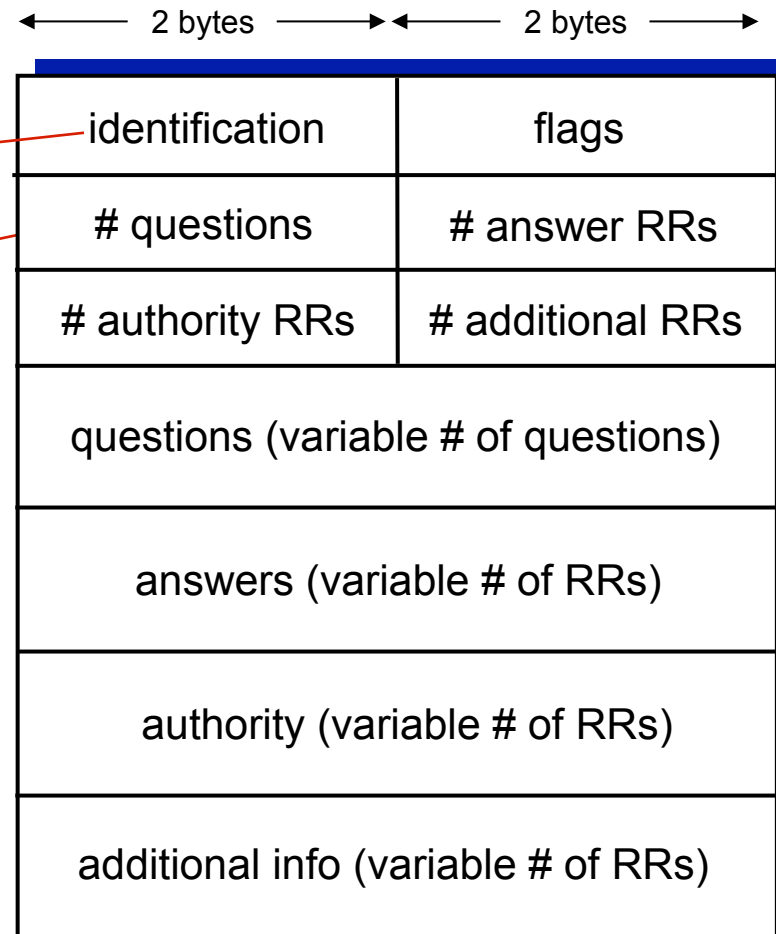 2 bytes 2 bytes
identification flags
# questions # answer RRs
# authority RRs # additional RRs
questions (variable # of questions)
answers (variable # of RRs)
authority (variable # of RRs)
additional info (variable # of RRs)